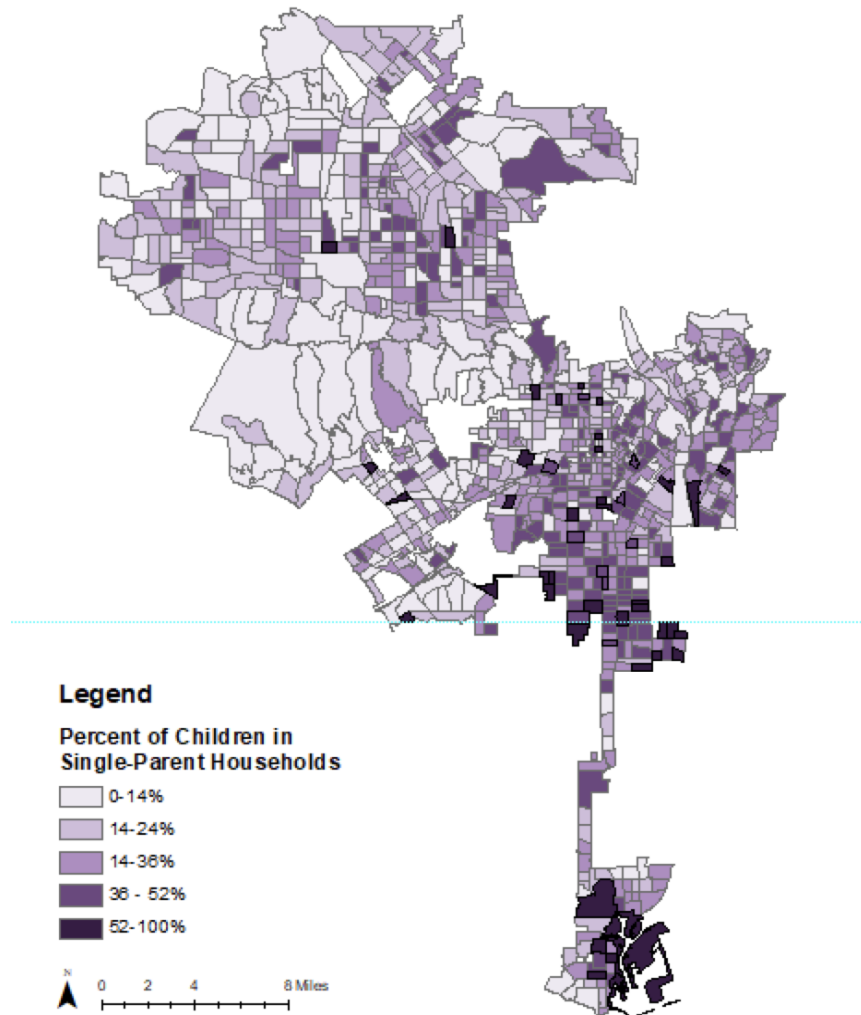 Legend
Percent of Children in
Single-Parent Households
0-14%
14-24%
14-36%
36 - 52%
52-100%
N
0 2 4 8 Miles